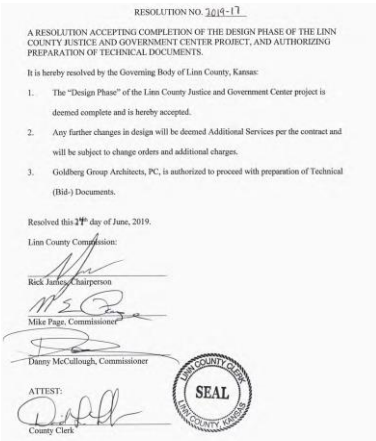 RESOLUTION NO. 2019-17
A RESOLUTION ACCEPTING COMPLETION OF THE DESIGN PHASE OF THE LINN
COUNTY JUSTICE AND GOVERNMENT CENTER PROJECT, AND AUTHORIZING
PREPARATION OF TECHNICAL DOCUMENTS.
It is hereby resolved by the Governing Body of Linn County, Kansas:
1. The "Design Phase" of the Linn County Justice and Government Center project is
deemed complete and is hereby accepted.
2. Any further changes in design will be deemed Additional Services per the contract and
will be subject to change orders and additional charges.
3. Goldberg Group Architects, PC, is authorized to proceed with preparation of Technical
(Bid-) Documents.
Resolved this 24th day of June, 2019.
Linn County Commission:
Rick James, Chairperson
Mike Page, Commissioner
Danny McCullough, Commissioner
ATTEST:
County Clerk
LINN COUNTY CLERK
SEAL
LINN COUNTY, KANSAS